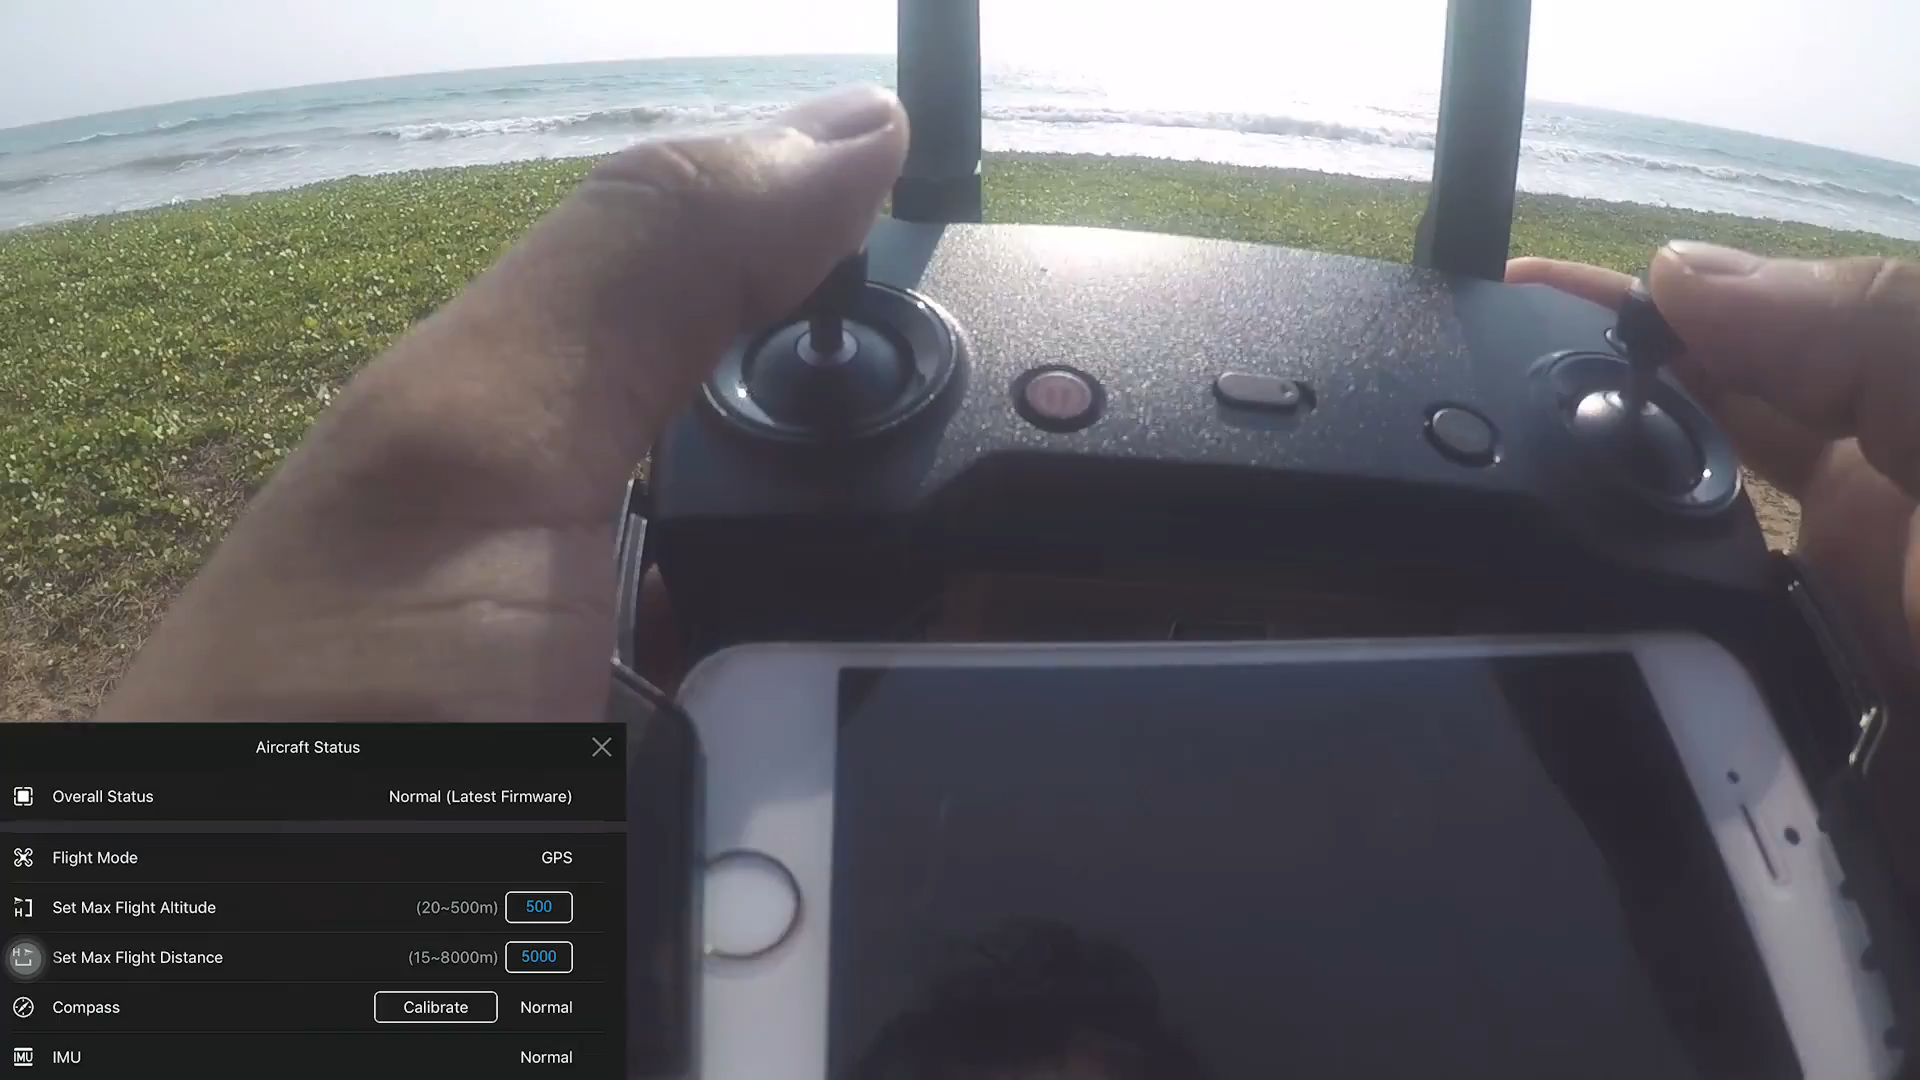 Aircraft Status
Overall Status Normal (Latest Firmware)
Flight Mode GPS
Set Max Flight Altitude (20~500m) 500
Set Max Flight Distance (15~8000m) 5000
Compass Calibrate Normal
IMU IMU Normal